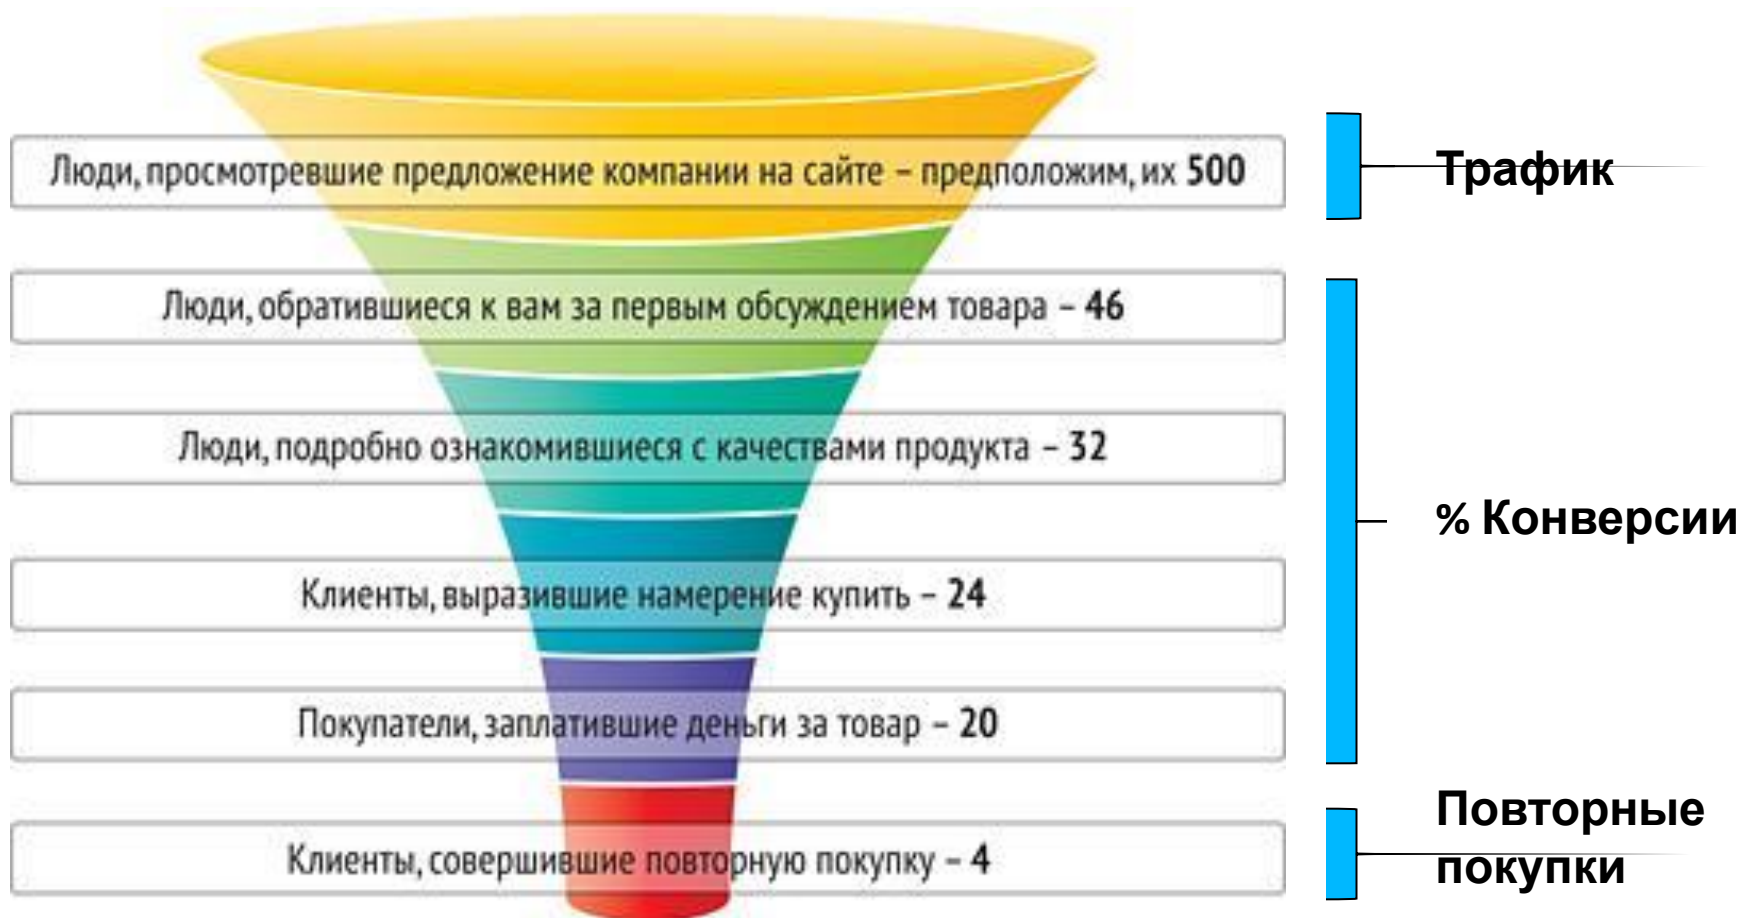 Люди, просмотревшие предложение компании на сайте – предположим, их 500
Трафик
Люди, обратившиеся к вам за первым обсуждением товара – 46
Люди, подробно ознакомившиеся с качествами продукта – 32
% Конверсии
Клиенты, выразившие намерение купить – 24
Покупатели, заплатившие деньги за товар – 20
Повторные
покупки
Клиенты, совершившие повторную покупку – 4